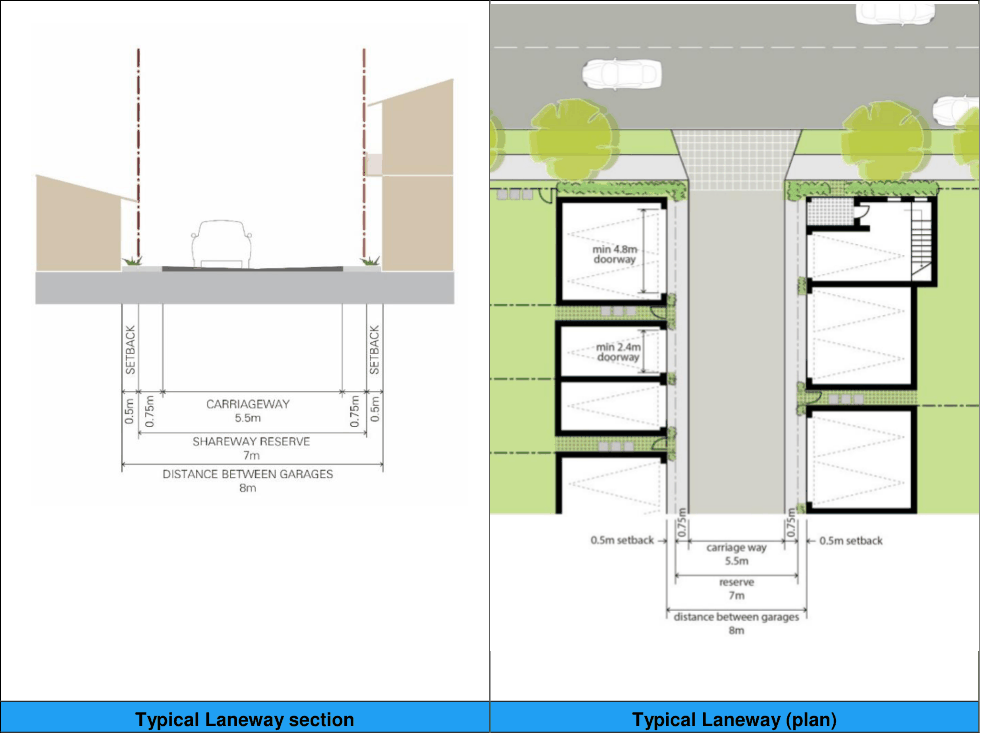 SETBACK
SETBACK
0.5m
0.75m
CARRIAGEWAY
5.5m
0.75m
0.5m
SHAREWAY RESERVE
7m
DISTANCE BETWEEN GARAGES
8m
Typical Laneway section
min 4.8m
doorway
min 2.4m
doorway
0.75m
0.75m
0.5m setback
carriage way
5.5m
0.5m setback
reserve
7m
distance between garages
8m
Typical Laneway (plan)